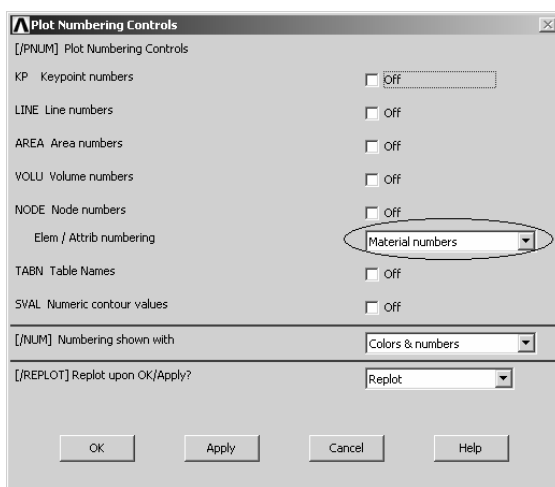 Plot Numbering Controls
[/PNUM] Plot Numbering Controls
KP Keypoint numbers Off
LINE Line numbers Off
AREA Area numbers Off
VOLU Volume numbers Off
NODE Node numbers Off
Elem / Attrib numbering Material numbers
TABN Table Names Off
SVAL Numeric contour values Off
[/NUM] Numbering shown with Colors & numbers
[/REPLOT] Replot upon OK/Apply? Replot
OK Apply Cancel Help